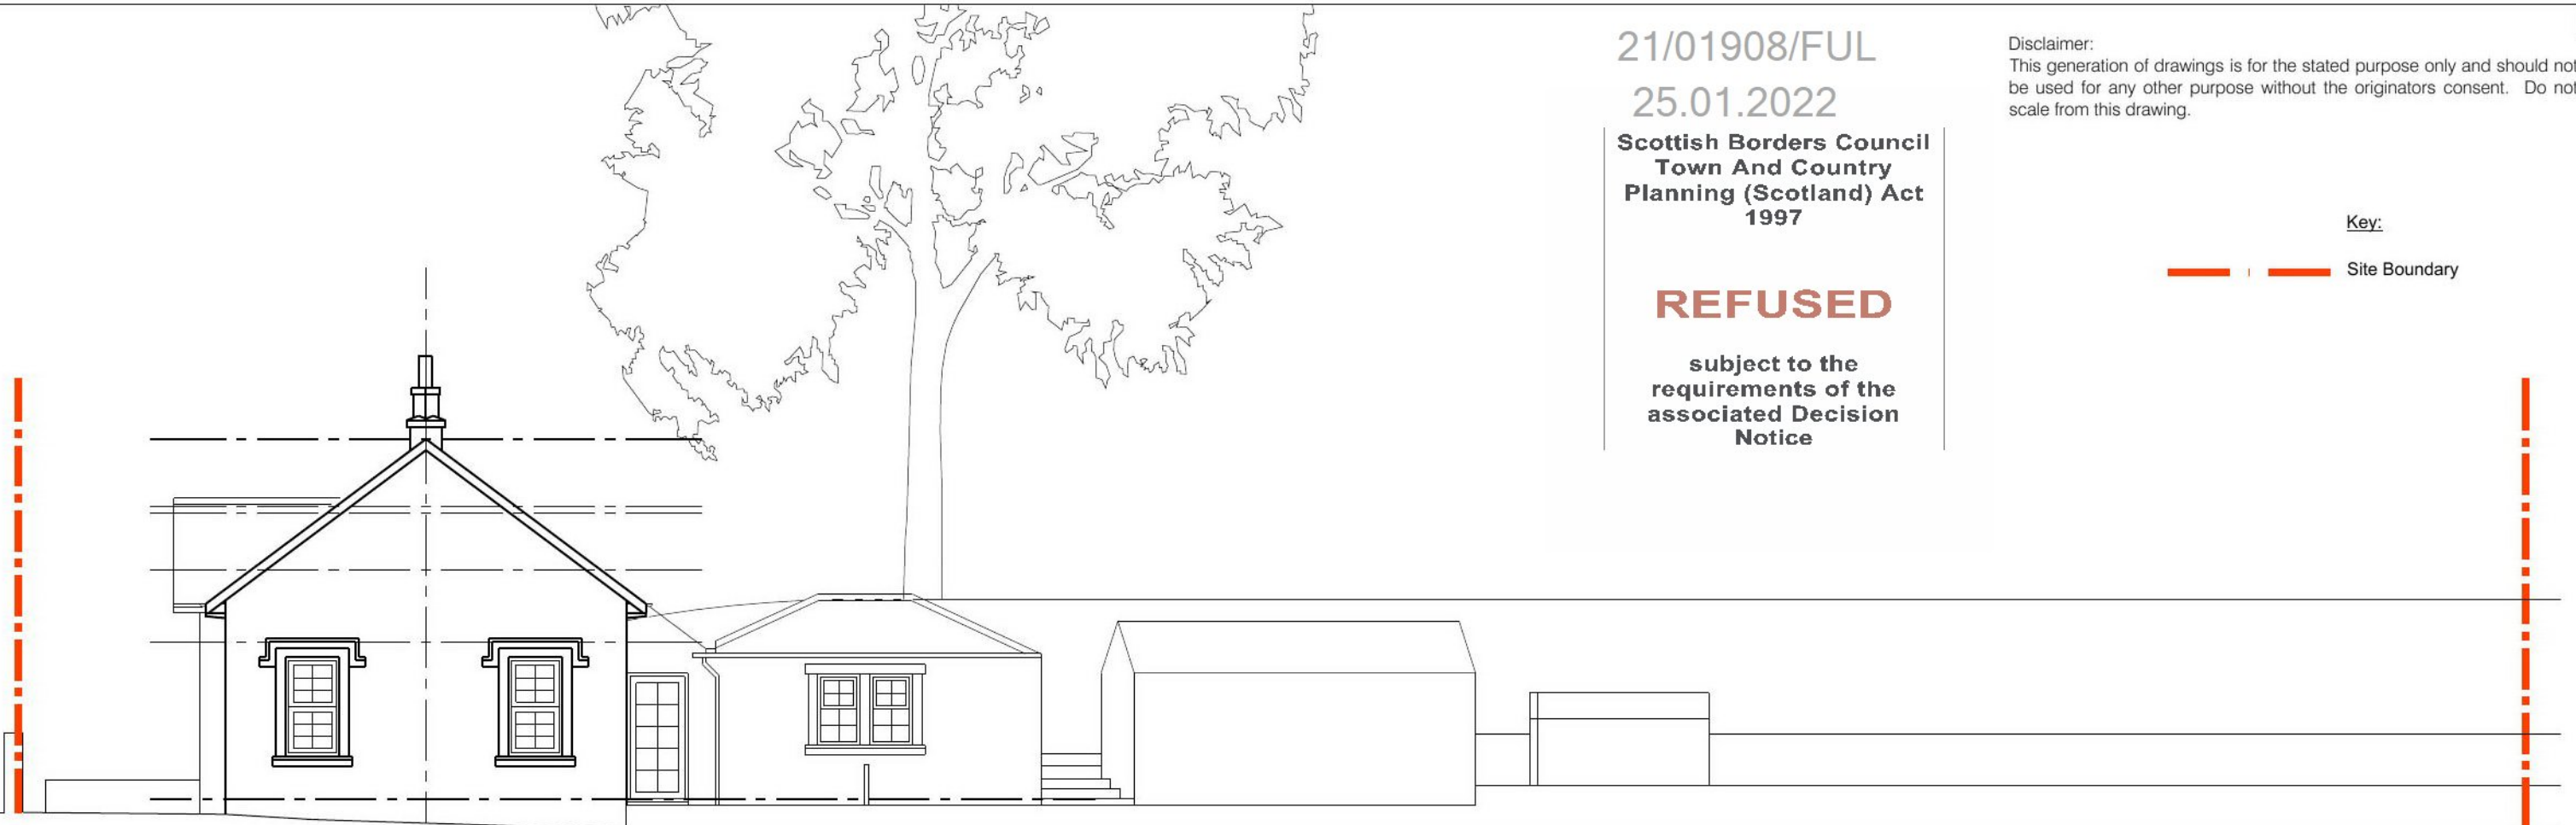 21/01908/FUL
25.01.2022
Scottish Borders Council
Town And Country
Planning (Scotland) Act
1997
REFUSED
subject to the
requirements of the
associated Decision
Notice
Disclaimer:
This generation of drawings is for the stated purpose only and should not
be used for any other purpose without the originators consent. Do not
scale from this drawing.
Key:
Site Boundary